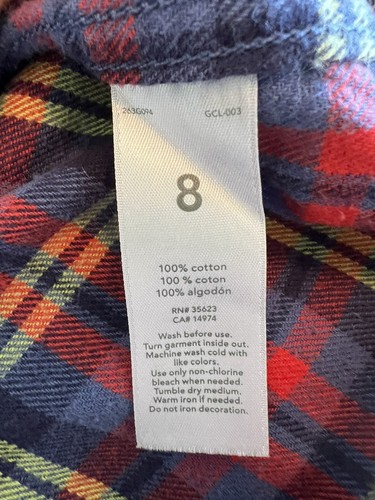 263G094 GCL-003
8
100% cotton
100 % coton
100% algodón
RN# 35623
CA# 14974
Wash before use.
Turn garment inside out.
Machine wash cold with
like colors.
Use only non-chlorine
bleach when needed.
Tumble dry medium.
Warm iron if needed.
Do not iron decoration.